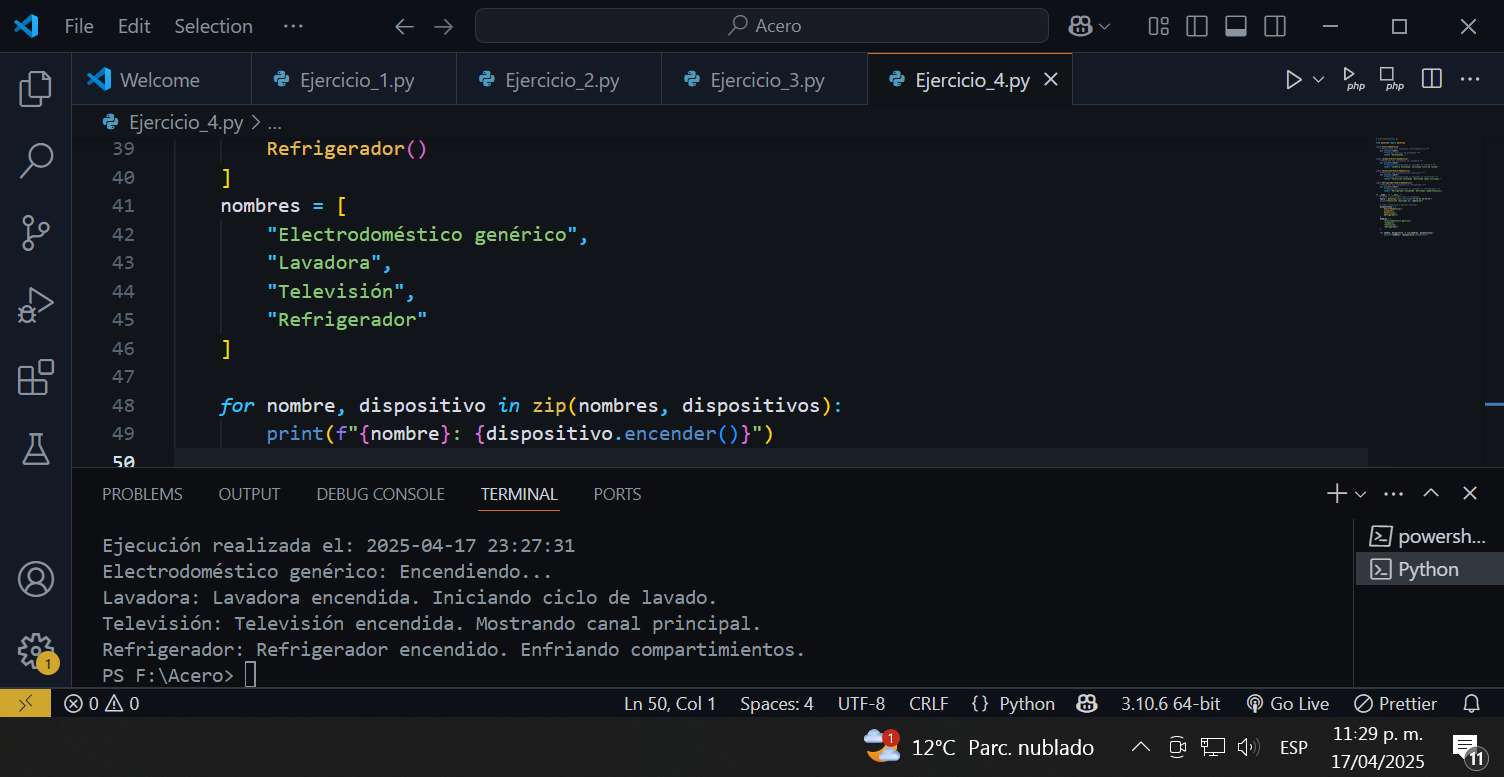 File Edit Selection ... Acero
Welcome Ejercicio_1.py Ejercicio_2.py Ejercicio_3.py Ejercicio_4.py php php
Ejercicio_4.py > ...
39 Refrigerador()
40 ]
41 nombres = [
42 "Electrodoméstico genérico",
43 "Lavadora",
44 "Televisión",
45 "Refrigerador"
46 ]
47
48 for nombre, dispositivo in zip(nombres, dispositivos):
49 print(f"{nombre}: {dispositivo.encender()}")
50
PROBLEMS OUTPUT DEBUG CONSOLE TERMINAL PORTS
Ejecución realizada el: 2025-04-17 23:27:31
Electrodoméstico genérico: Encendiendo...
Lavadora: Lavadora encendida. Iniciando ciclo de lavado.
Televisión: Televisión encendida. Mostrando canal principal.
Refrigerador: Refrigerador encendido. Enfriando compartimientos.
PS F:\Acero>
powersh...
Python
1
0 0 Ln 50, Col 1 Spaces: 4 UTF-8 CRLF {} Python 3.10.6 64-bit Go Live Prettier
1 12°C Parc. nublado ESP 11:29 p. m.
17/04/2025 11